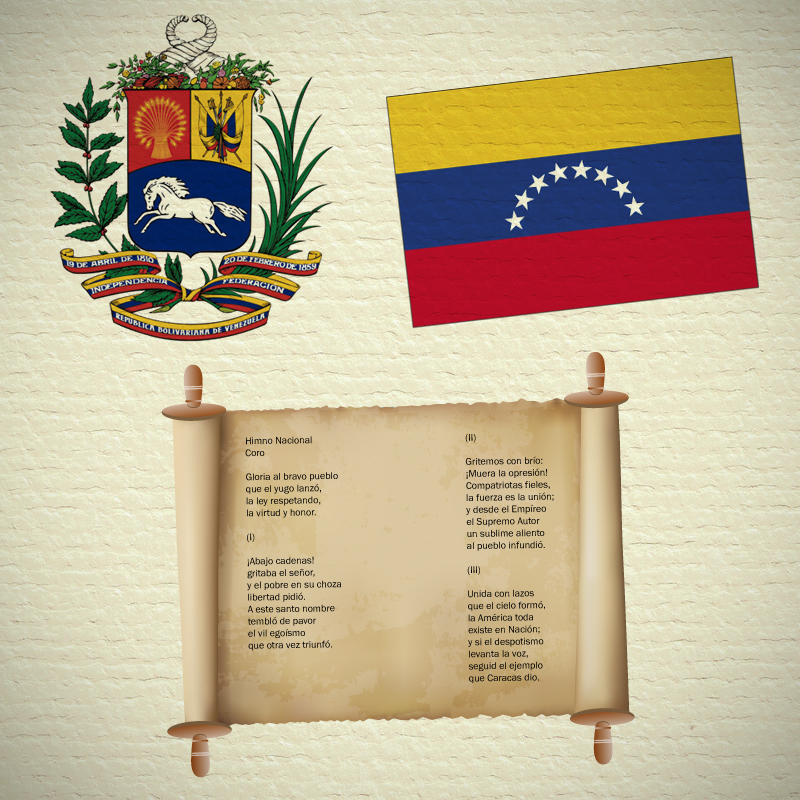 19 DE ABRIL DE 1810
20 DE FEBRERO DE 1859
INDEPENDENCIA
FEDERACION
REPUBLICA BOLIVARIANA DE VENEZUELA
Himno Nacional
Coro
Gloria al bravo pueblo
que el yugo lanzó,
la ley respetando,
la virtud y honor.
(I)
¡Abajo cadenas!
gritaba el señor,
y el pobre en su choza
libertad pidió.
A este santo nombre
tembló de pavor
el vil egoísmo
que otra vez triunfó.
(Ii)
Gritemos con brío:
¡Muera la opresión!
Compatriotas fieles,
la fuerza es la unión;
y desde el Empíreo
el Supremo Autor
un sublime aliento
al pueblo infundió.
(Iii)
Unida con lazos
que el cielo formó,
la América toda
existe en Nación;
y si el despotismo
levanta la voz,
seguid el ejemplo
que Caracas dio.